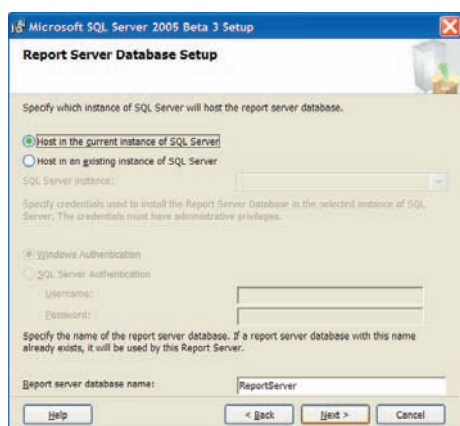 Microsoft SQL Server 2005 Beta 3 Setup
Report Server Database Setup
Specify which instance of SQL Server will host the report server database.
Host in the current instance of SQL Server
Host in an existing instance of SQL Server
SQL Server instance:
Specify credentials used to install the Report Server Database in the selected instance of SQL
Server. The credentials must have administrative privileges.
Windows Authentication
SQL Server Authentication
Username:
Password:
Specify the name of the report server database. If a report server database with this name
already exists, it will be used by this Report Server.
Report server database name: ReportServer
Help < Back Next > Cancel